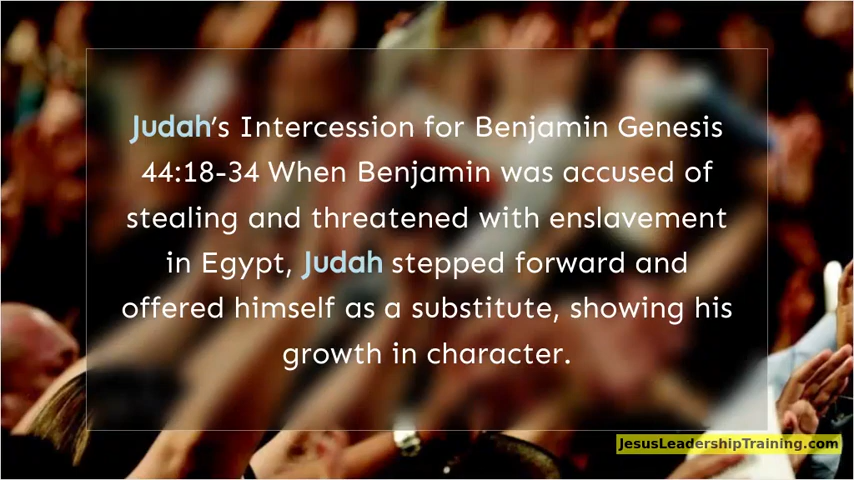 Judah’s Intercession for Benjamin Genesis
44:18-34 When Benjamin was accused of
stealing and threatened with enslavement
in Egypt, Judah stepped forward and
offered himself as a substitute, showing his
growth in character.
JesusLeadershipTraining.com